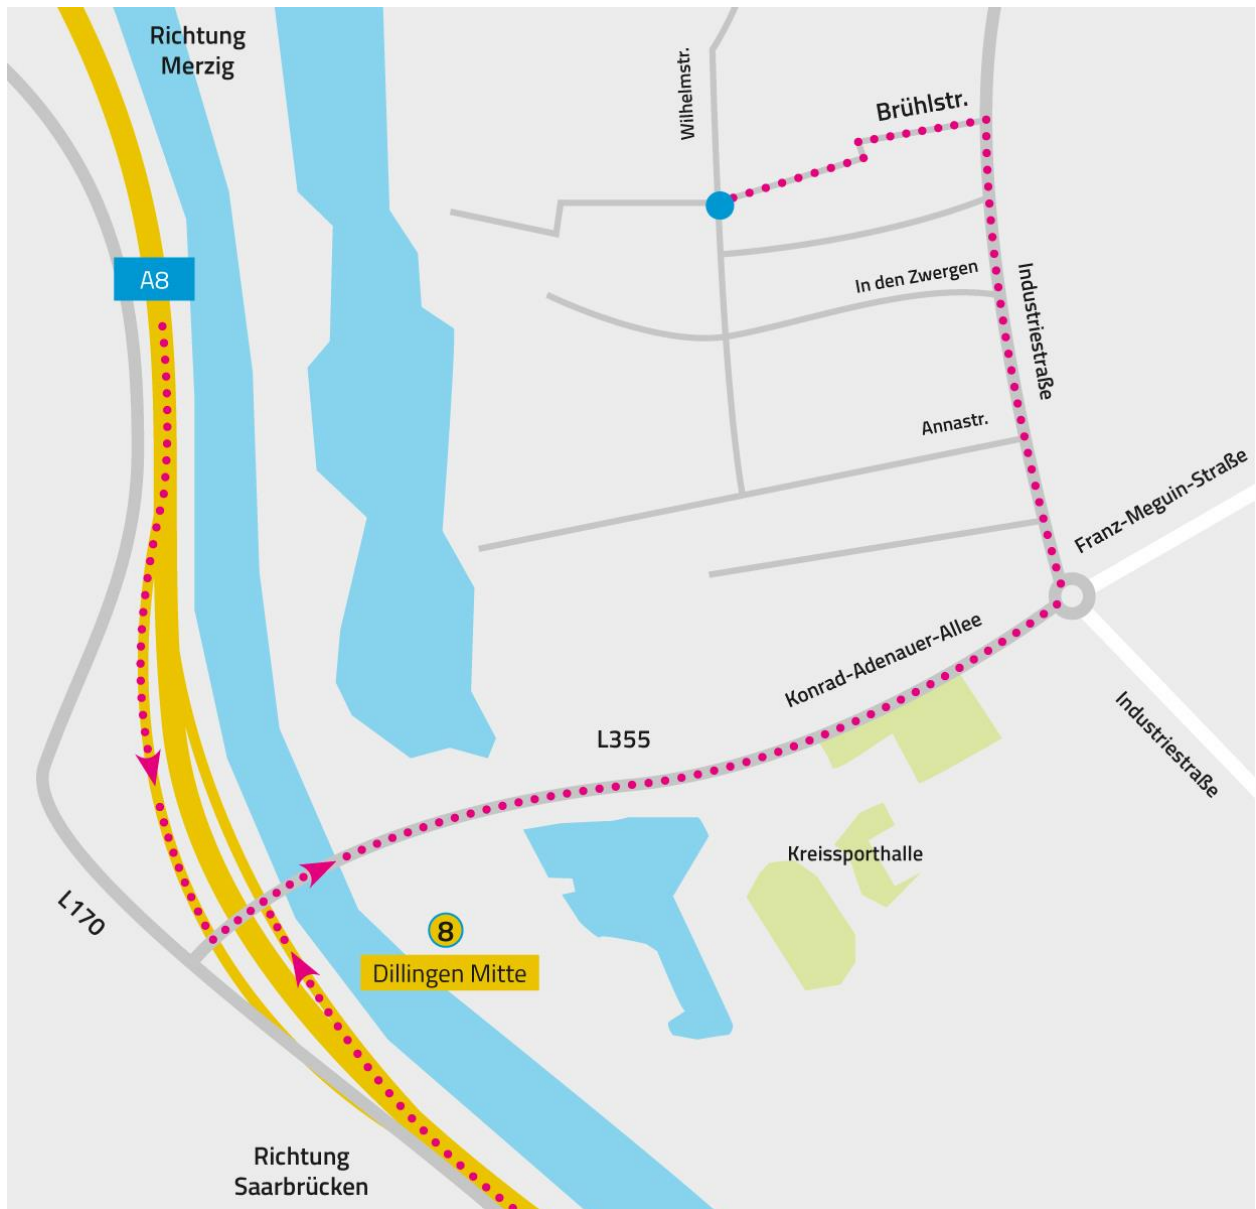 Richtung
Merzig
Wilhelmstr.
Brühlstr.
A8
In den Zwergen
Industriestraße
Annastr.
Franz-Meguin-Straße
Konrad-Adenauer-Allee
Industriestraße
L355
Kreissporthalle
L170
8
Dillingen Mitte
Richtung
Saarbrücken